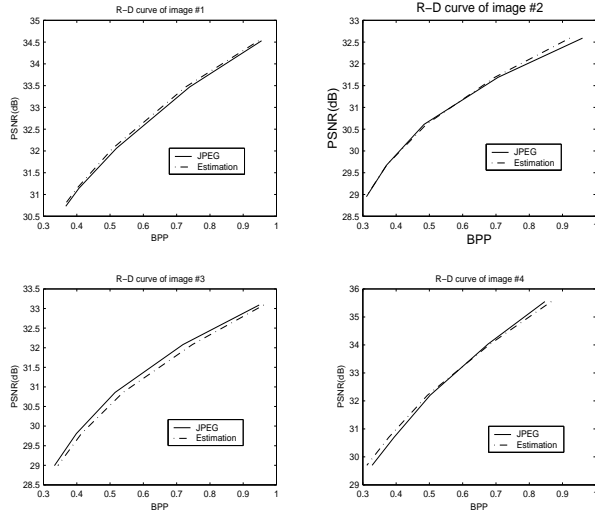 R-D curve of image #1
35
34.5
34
33.5
33
32.5
32
31.5
31
30.5
PSNR(dB)
JPEG
Estimation
0.3 0.4 0.5 0.6 0.7 0.8 0.9 1
BPP
R-D curve of image #2
33
32.5
32
31.5
31
30.5
30
29.5
29
28.5
PSNR(dB)
JPEG
Estimation
0.3 0.4 0.5 0.6 0.7 0.8 0.9 1
BPP
R-D curve of image #3
33.5
33
32.5
32
31.5
31
30.5
30
29.5
29
28.5
PSNR(dB)
JPEG
Estimation
0.3 0.4 0.5 0.6 0.7 0.8 0.9 1
BPP
R-D curve of image #4
36
35
34
33
32
31
30
29
PSNR(dB)
JPEG
Estimation
0.3 0.4 0.5 0.6 0.7 0.8 0.9 1
BPP